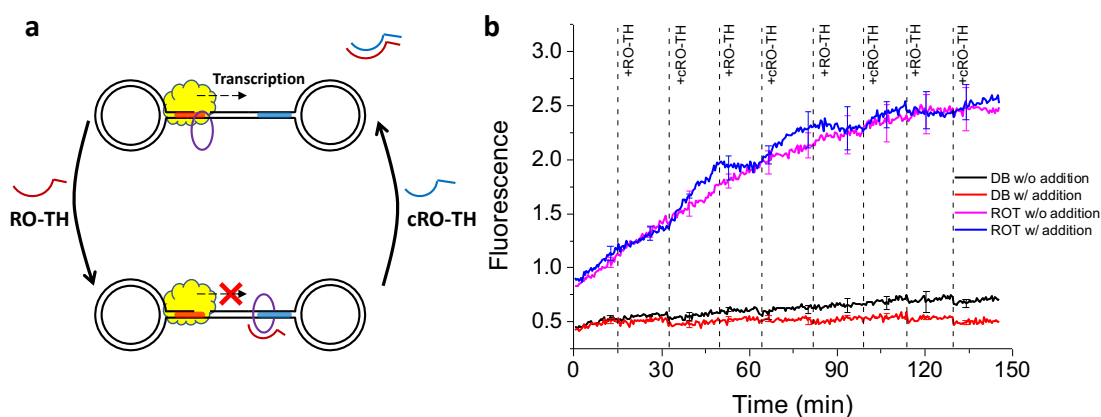 a
Transcription
RO-TH
cRO-TH
b
+RO-TH
+cRO-TH
+RO-TH
+cRO-TH
+RO-TH
+cRO-TH
+RO-TH
+cRO-TH
Fluorescence
3.0
2.5
2.0
1.5
1.0
0.5
0
30
60
90
120
150
Time (min)
DB w/o addition
DB w/ addition
ROT w/o addition
ROT w/ addition